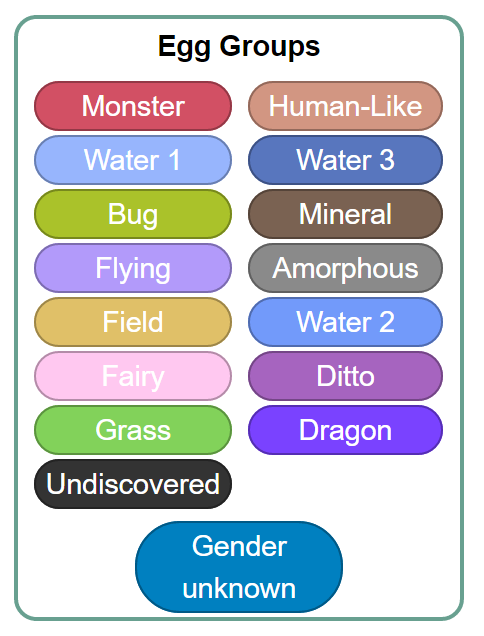 Egg Groups
Monster Human-Like
Water 1 Water 3
Bug Mineral
Flying Amorphous
Field Water 2
Fairy Ditto
Grass Dragon
Undiscovered
Gender
unknown